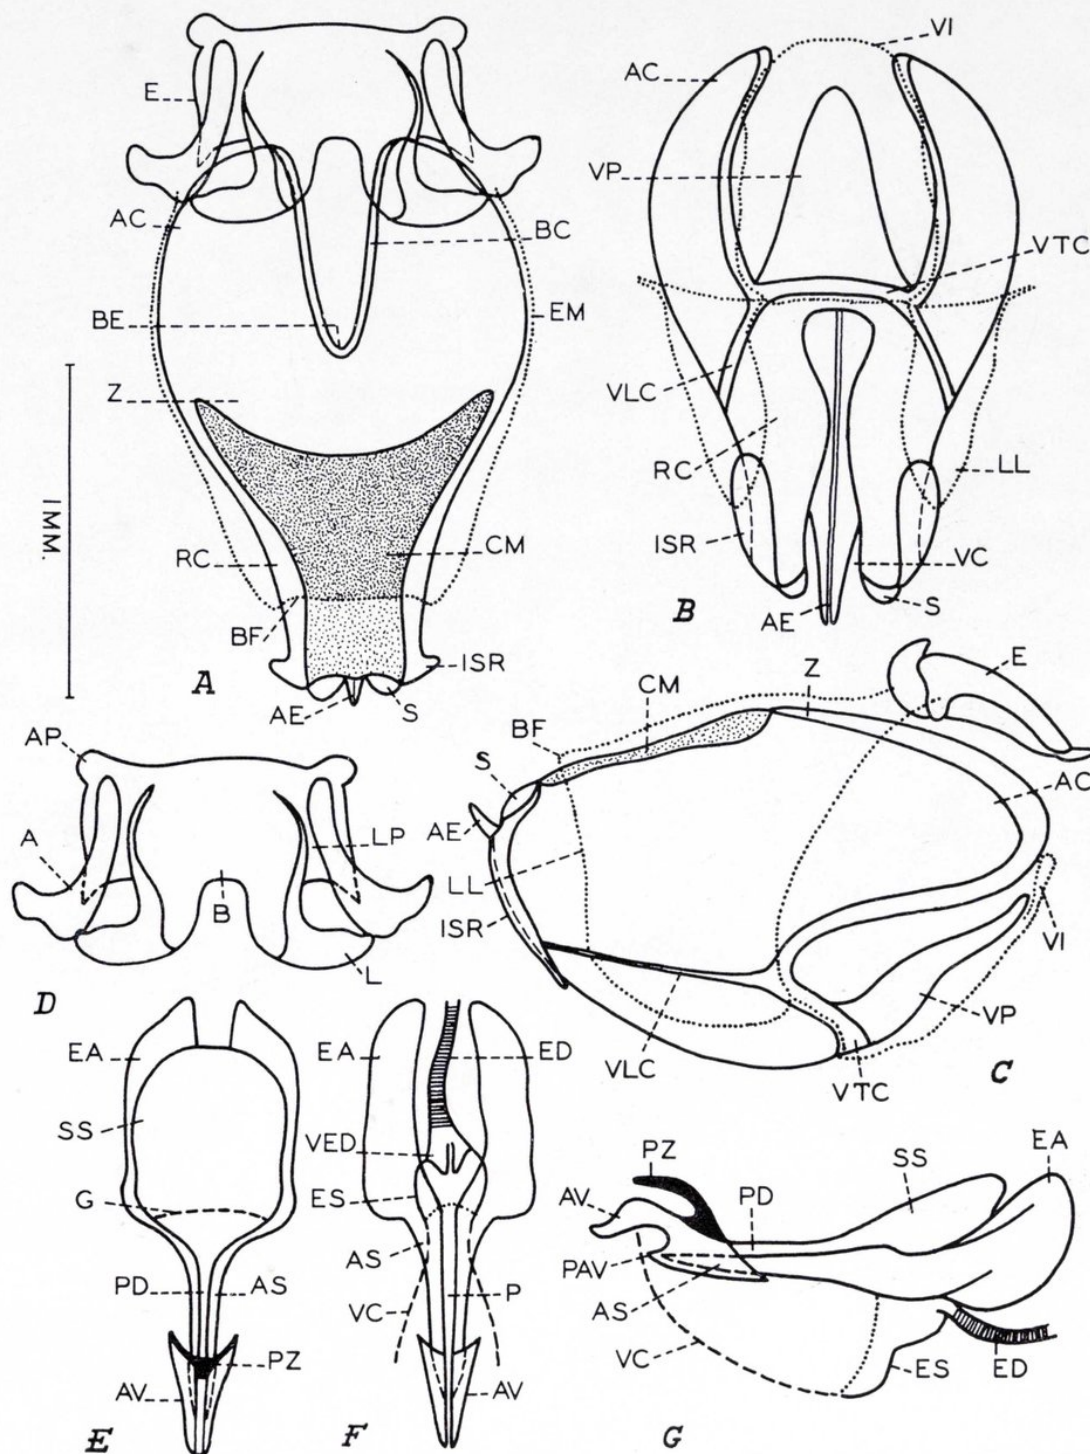 E
AC
BE
Z
1 MM.
RC
BF
A
AE
BC
EM
CM
ISR
S
VI
AC
VP
VTC
VLC
RC
LL
ISR
VC
B
AE
S
AP
A
LP
B
L
D
E
Z
CM
BF
S
AC
AE
LL
ISR
VI
VP
VLC
VTC
C
EA
SS
G
PD
AS
PZ
AV
E
EA
ED
VED
ES
AS
VC
P
AV
F
PZ
SS
EA
AV
PD
PAV
AS
VC
ES
ED
G